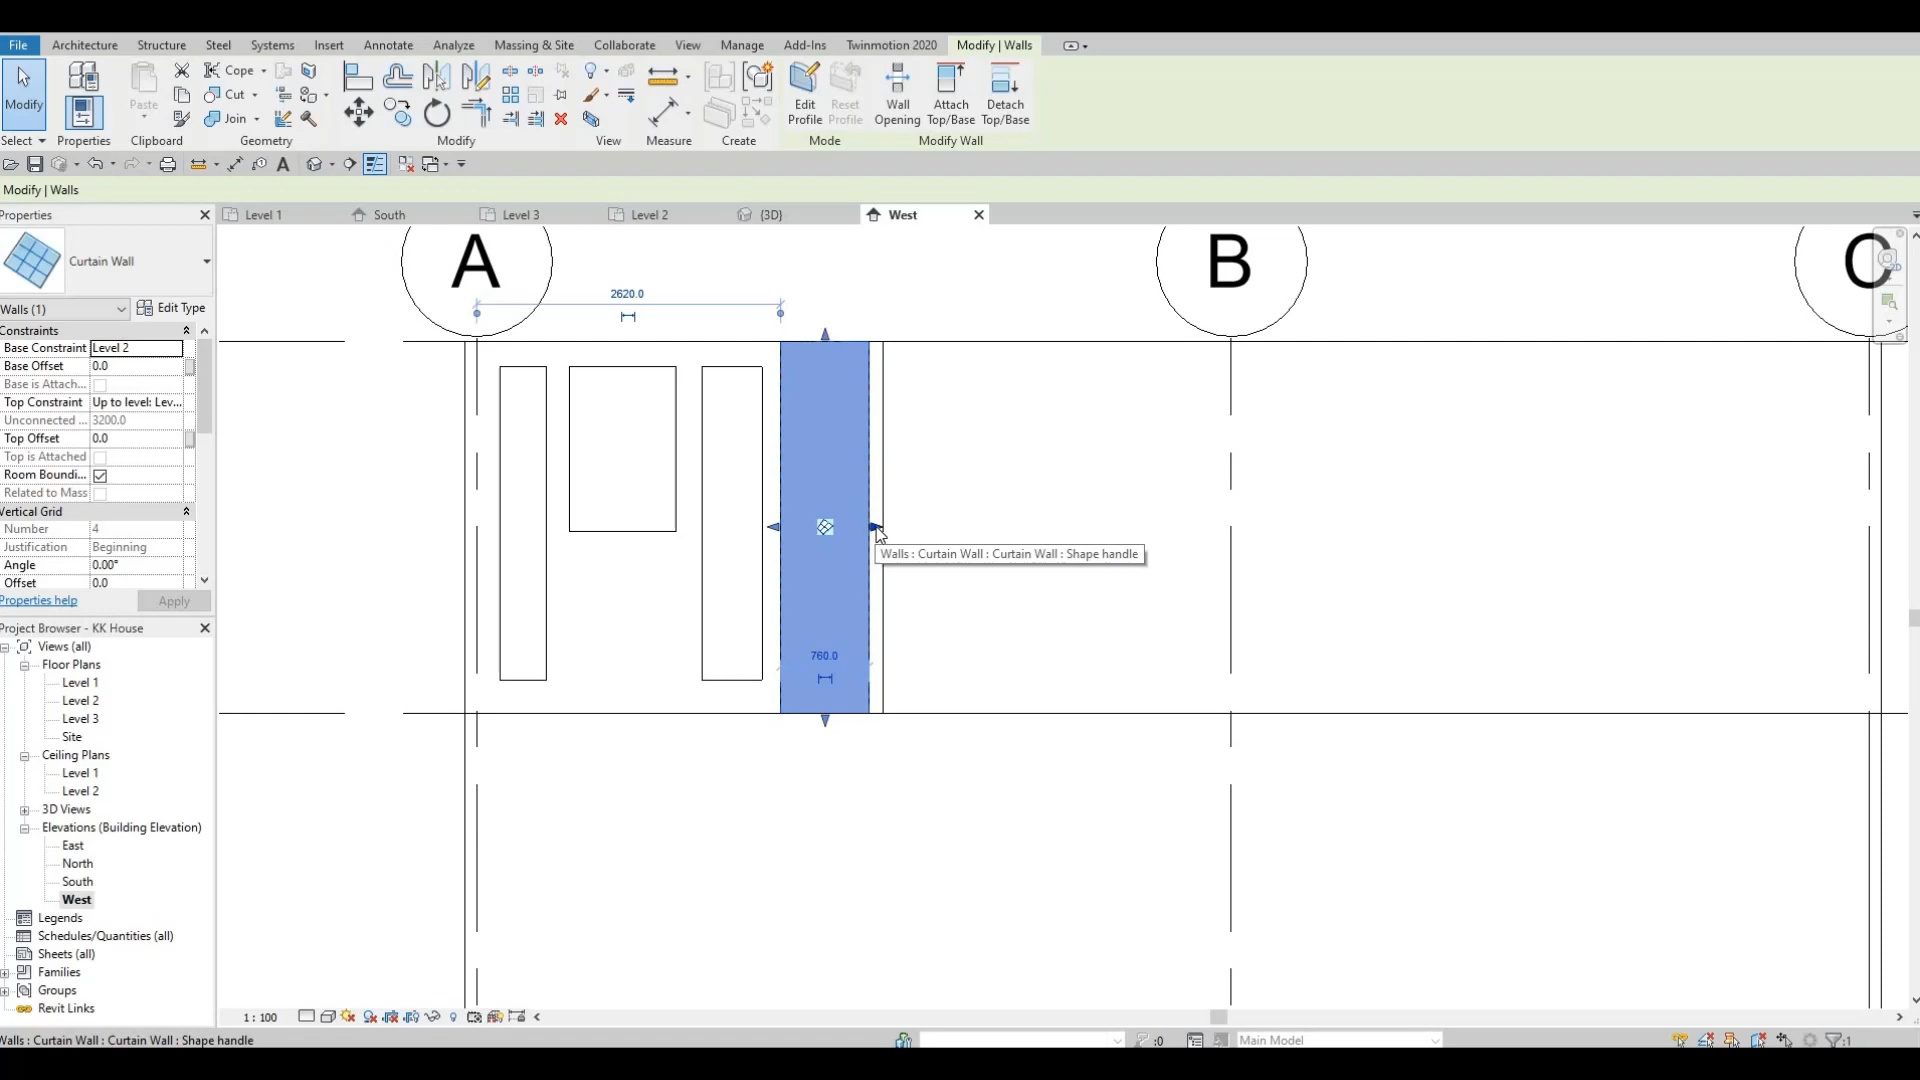 File Architecture Structure Steel Systems Insert Annotate Analyze Massing & Site Collaborate View Manage Add-Ins Twinmotion 2020 Modify | Walls
Modify
Select
Properties
Paste
Clipboard
Cope
Cut
Join
Geometry
Modify
View
Measure
Create
Edit Profile
Reset Profile
Mode
Wall Opening
Attach Top/Base
Detach Top/Base
Modify Wall
Modify | Walls
Properties
Level 1 South Level 3 Level 2 {3D} West
Curtain Wall
Walls (1) Edit Type
Constraints
Base Constraint Level 2
Base Offset 0.0
Base is Attach...
Top Constraint Up to level: Lev...
Unconnected ... 3200.0
Top Offset 0.0
Top is Attached
Room Boundi...
Related to Mass
Vertical Grid
Number 4
Justification Beginning
Angle 0.00°
Offset 0.0
Properties help Apply
Project Browser - KK House
Views (all)
Floor Plans
Level 1
Level 2
Level 3
Site
Ceiling Plans
Level 1
Level 2
3D Views
Elevations (Building Elevation)
East
North
South
West
Legends
Schedules/Quantities (all)
Sheets (all)
Families
Groups
Revit Links
A B C
2620.0
Walls : Curtain Wall : Curtain Wall : Shape handle
760.0
1 : 100
Walls : Curtain Wall : Curtain Wall : Shape handle
:0
Main Model
:1